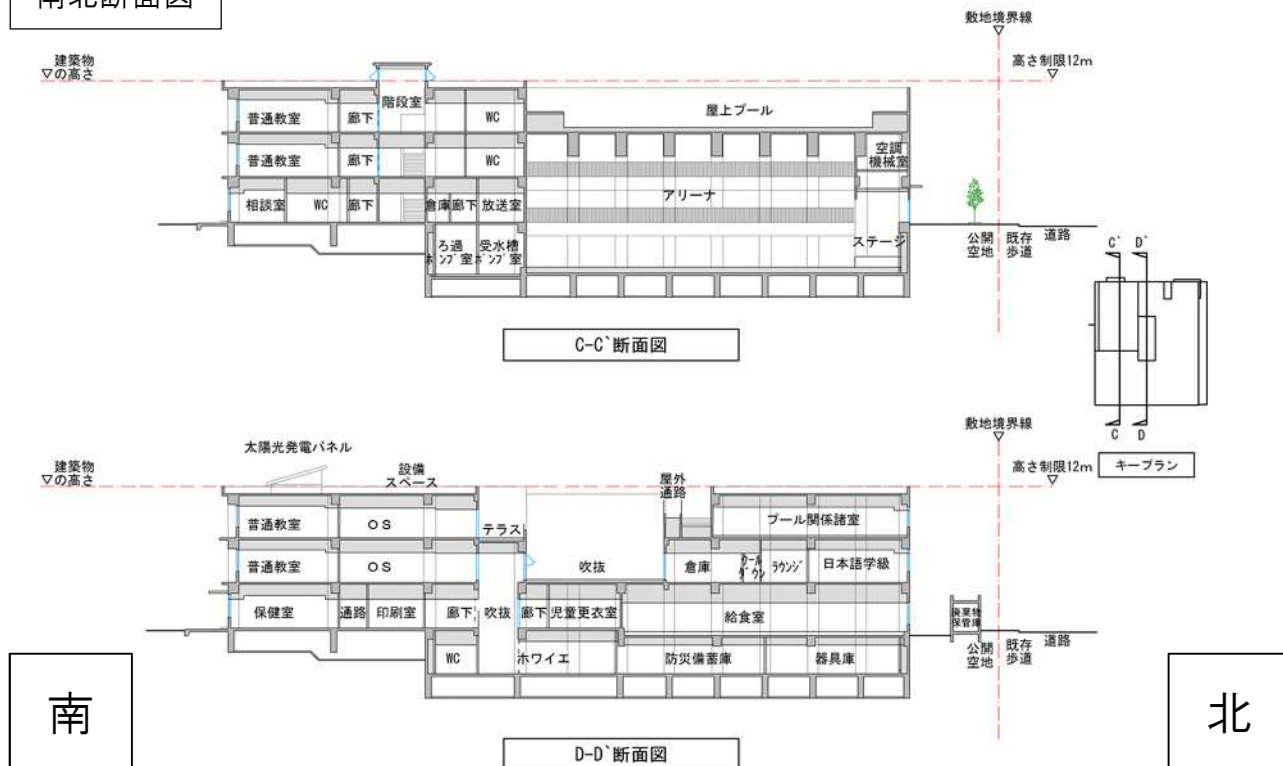 南北断面図
敷地境界線
▽
建築物
▽の高さ
高さ制限12m
▽
階段室
普通教室
廊下
WC
屋上プール
普通教室
廊下
WC
空調
機械室
アリーナ
相談室
WC
廊下
倉庫
廊下
放送室
ステージ
ろ過
ﾎﾟﾝﾌﾟ室
受水槽
ﾎﾟﾝﾌﾟ室
公開
空地
既存
歩道
道路
C-C`断面図
C`
D`
C
D
キープラン
敷地境界線
▽
太陽光発電パネル
建築物
▽の高さ
設備
スペース
屋外
通路
高さ制限12m
▽
普通教室
OS
テラス
プール関係諸室
普通教室
OS
吹抜
倉庫
ｸｰﾙ
ﾀﾞｳﾝ
ﾗｳﾝｼﾞ
日本語学級
保健室
通路
印刷室
廊下
吹抜
廊下
児童更衣室
給食室
廃棄物
保管庫
WC
ホワイエ
防災備蓄庫
器具庫
公開
空地
既存
歩道
道路
D-D`断面図
南
北